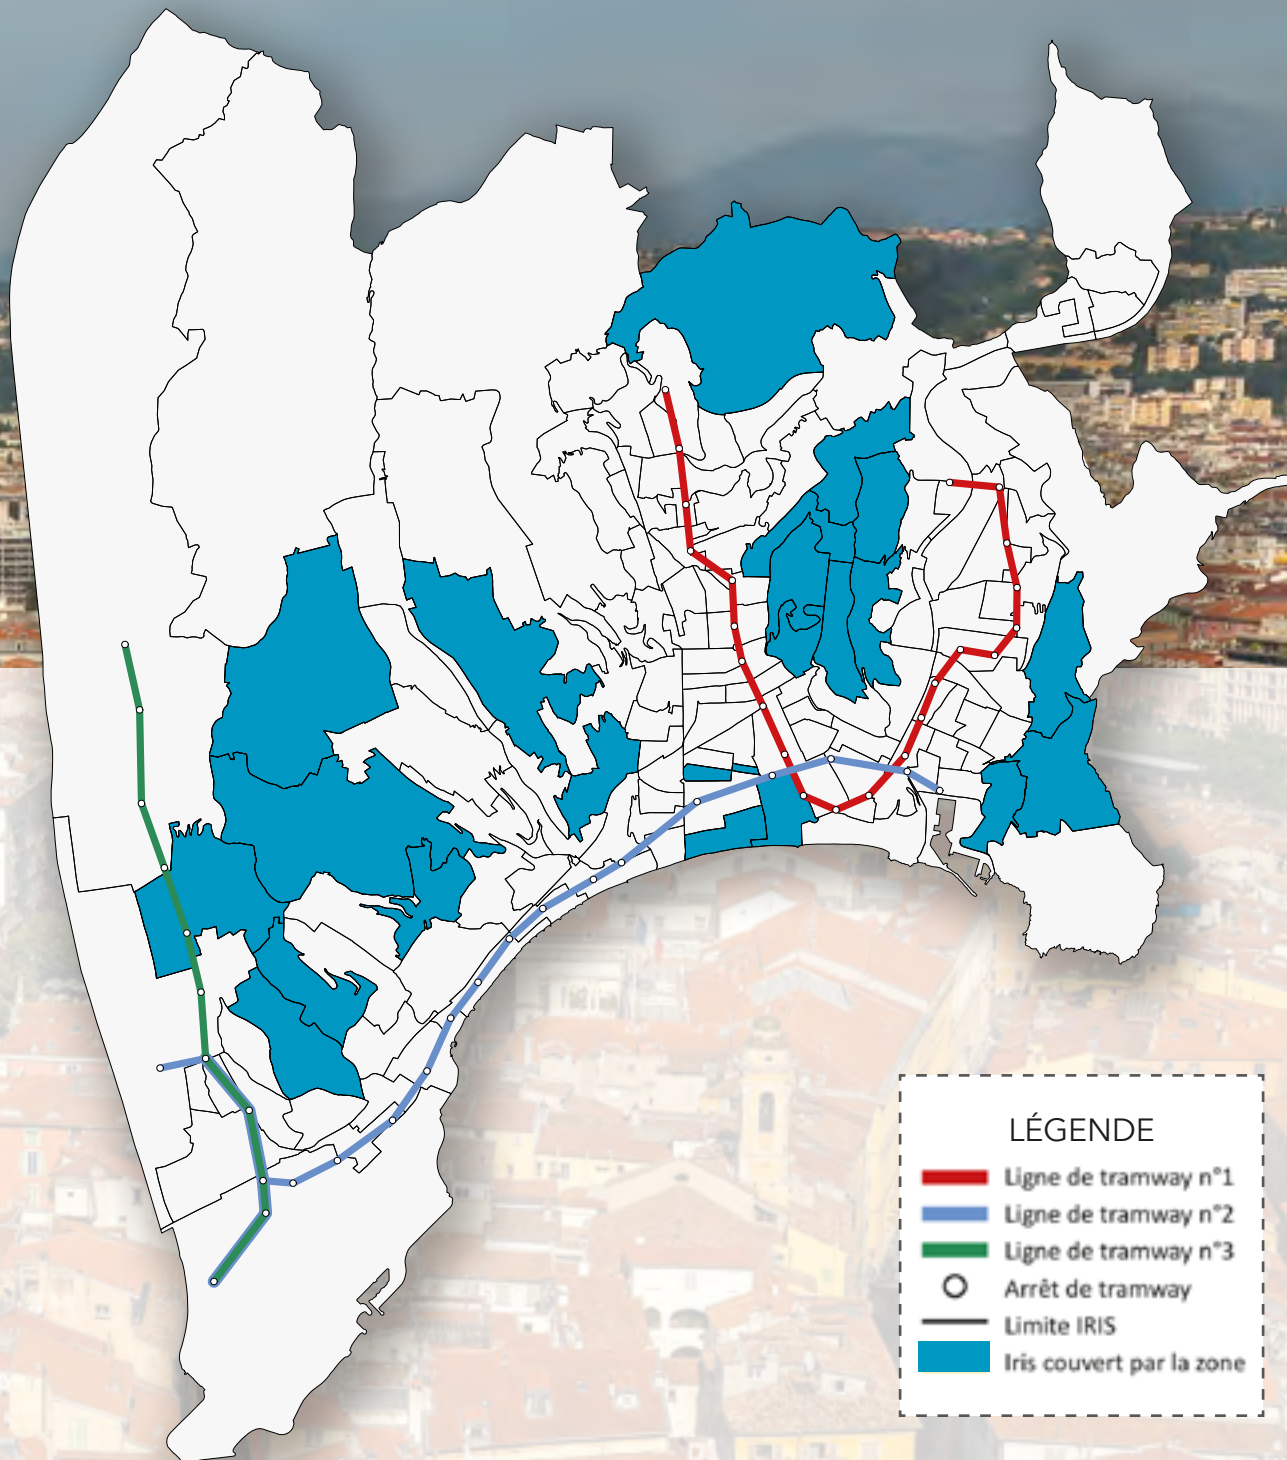 LÉGENDE
Ligne de tramway n°1
Ligne de tramway n°2
Ligne de tramway n°3
Arrêt de tramway
Limite IRIS
Iris couvert par la zone